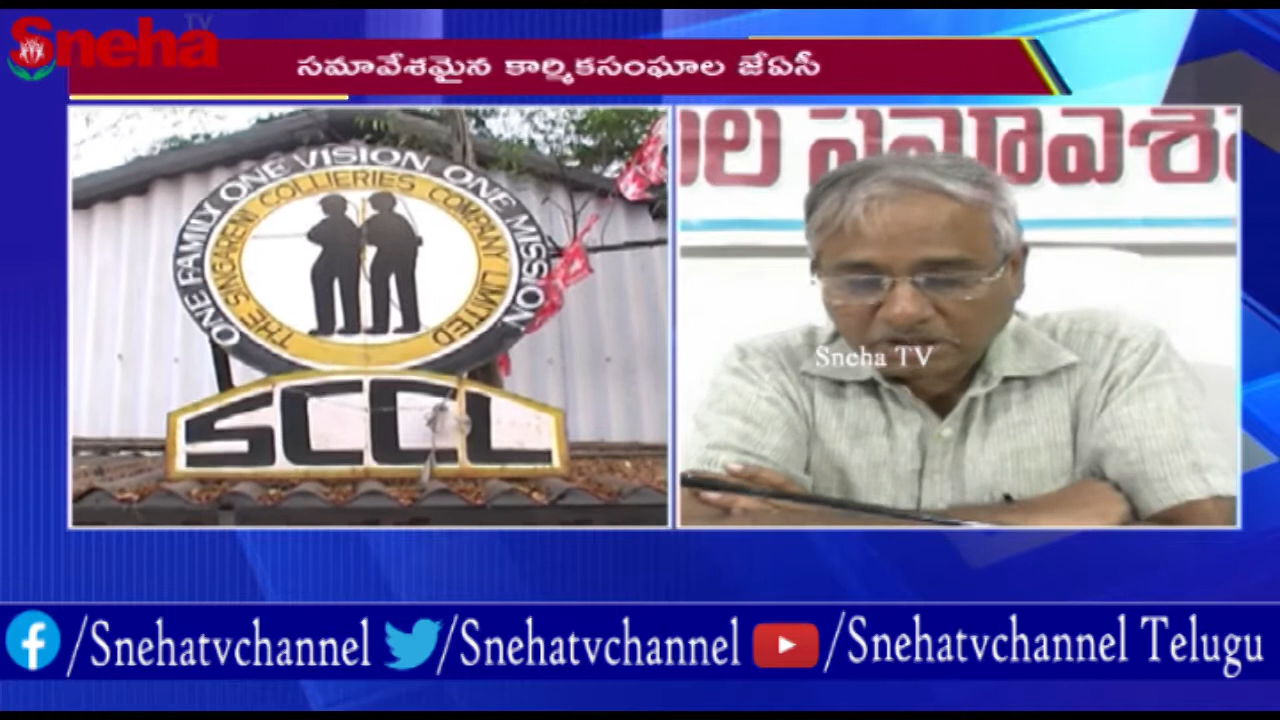 Sneha TV
సమావేశమైన కార్మికసంఘాల జేఏసీ
ONE FAMILY ONE VISION ONE MISSION
THE SINGARENI COLLIERIES COMPANY LIMITED
SCCL
Sneha TV
/Snehatvchannel /Snehatvchannel /Snehatvchannel Telugu